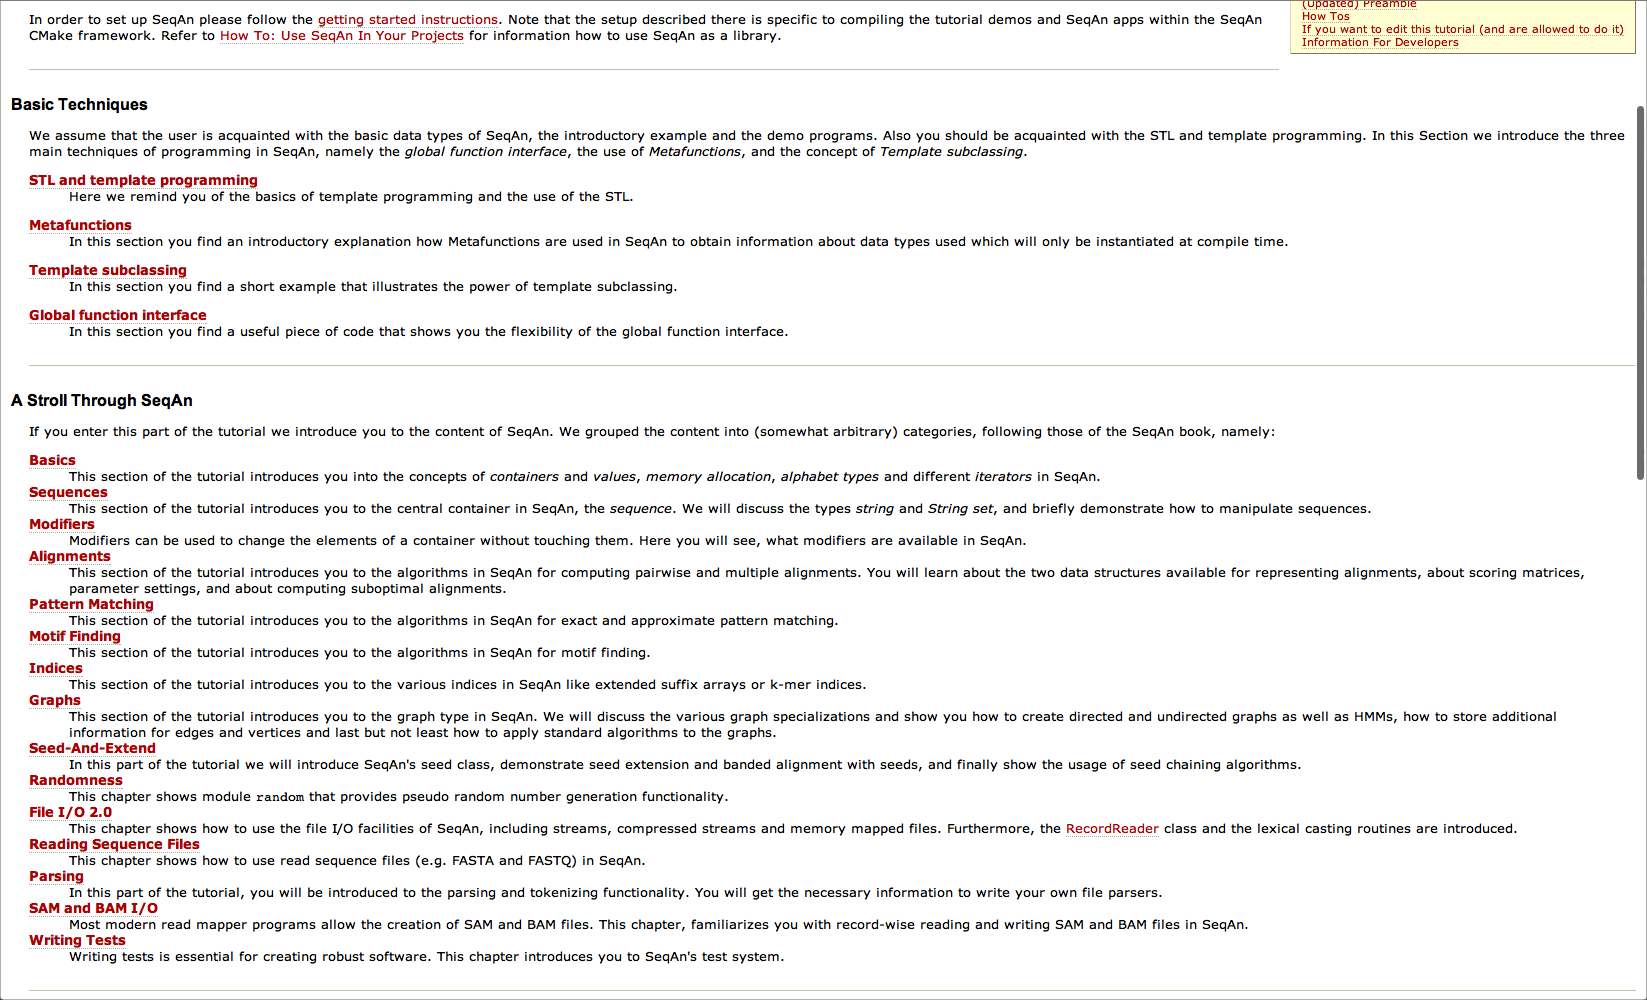 In order to set up SeqAn please follow the getting started instructions. Note that the setup described there is specific to compiling the tutorial demos and SeqAn apps within the SeqAn
CMake framework. Refer to How To: Use SeqAn In Your Projects for information how to use SeqAn as a library.
(Updated) Preamble
How Tos
If you want to edit this tutorial (and are allowed to do it)
Information For Developers
Basic Techniques
We assume that the user is acquainted with the basic data types of SeqAn, the introductory example and the demo programs. Also you should be acquainted with the STL and template programming. In this Section we introduce the three
main techniques of programming in SeqAn, namely the global function interface, the use of Metafunctions, and the concept of Template subclassing.
STL and template programming
Here we remind you of the basics of template programming and the use of the STL.
Metafunctions
In this section you find an introductory explanation how Metafunctions are used in SeqAn to obtain information about data types used which will only be instantiated at compile time.
Template subclassing
In this section you find a short example that illustrates the power of template subclassing.
Global function interface
In this section you find a useful piece of code that shows you the flexibility of the global function interface.
A Stroll Through SeqAn
If you enter this part of the tutorial we introduce you to the content of SeqAn. We grouped the content into (somewhat arbitrary) categories, following those of the SeqAn book, namely:
Basics
This section of the tutorial introduces you into the concepts of containers and values, memory allocation, alphabet types and different iterators in SeqAn.
Sequences
This section of the tutorial introduces you to the central container in SeqAn, the sequence. We will discuss the types string and String set, and briefly demonstrate how to manipulate sequences.
Modifiers
Modifiers can be used to change the elements of a container without touching them. Here you will see, what modifiers are available in SeqAn.
Alignments
This section of the tutorial introduces you to the algorithms in SeqAn for computing pairwise and multiple alignments. You will learn about the two data structures available for representing alignments, about scoring matrices,
parameter settings, and about computing suboptimal alignments.
Pattern Matching
This section of the tutorial introduces you to the algorithms in SeqAn for exact and approximate pattern matching.
Motif Finding
This section of the tutorial introduces you to the algorithms in SeqAn for motif finding.
Indices
This section of the tutorial introduces you to the various indices in SeqAn like extended suffix arrays or k-mer indices.
Graphs
This section of the tutorial introduces you to the graph type in SeqAn. We will discuss the various graph specializations and show you how to create directed and undirected graphs as well as HMMs, how to store additional
information for edges and vertices and last but not least how to apply standard algorithms to the graphs.
Seed-And-Extend
In this part of the tutorial we will introduce SeqAn's seed class, demonstrate seed extension and banded alignment with seeds, and finally show the usage of seed chaining algorithms.
Randomness
This chapter shows module random that provides pseudo random number generation functionality.
File I/O 2.0
This chapter shows how to use the file I/O facilities of SeqAn, including streams, compressed streams and memory mapped files. Furthermore, the RecordReader class and the lexical casting routines are introduced.
Reading Sequence Files
This chapter shows how to use read sequence files (e.g. FASTA and FASTQ) in SeqAn.
Parsing
In this part of the tutorial, you will be introduced to the parsing and tokenizing functionality. You will get the necessary information to write your own file parsers.
SAM and BAM I/O
Most modern read mapper programs allow the creation of SAM and BAM files. This chapter, familiarizes you with record-wise reading and writing SAM and BAM files in SeqAn.
Writing Tests
Writing tests is essential for creating robust software. This chapter introduces you to SeqAn's test system.